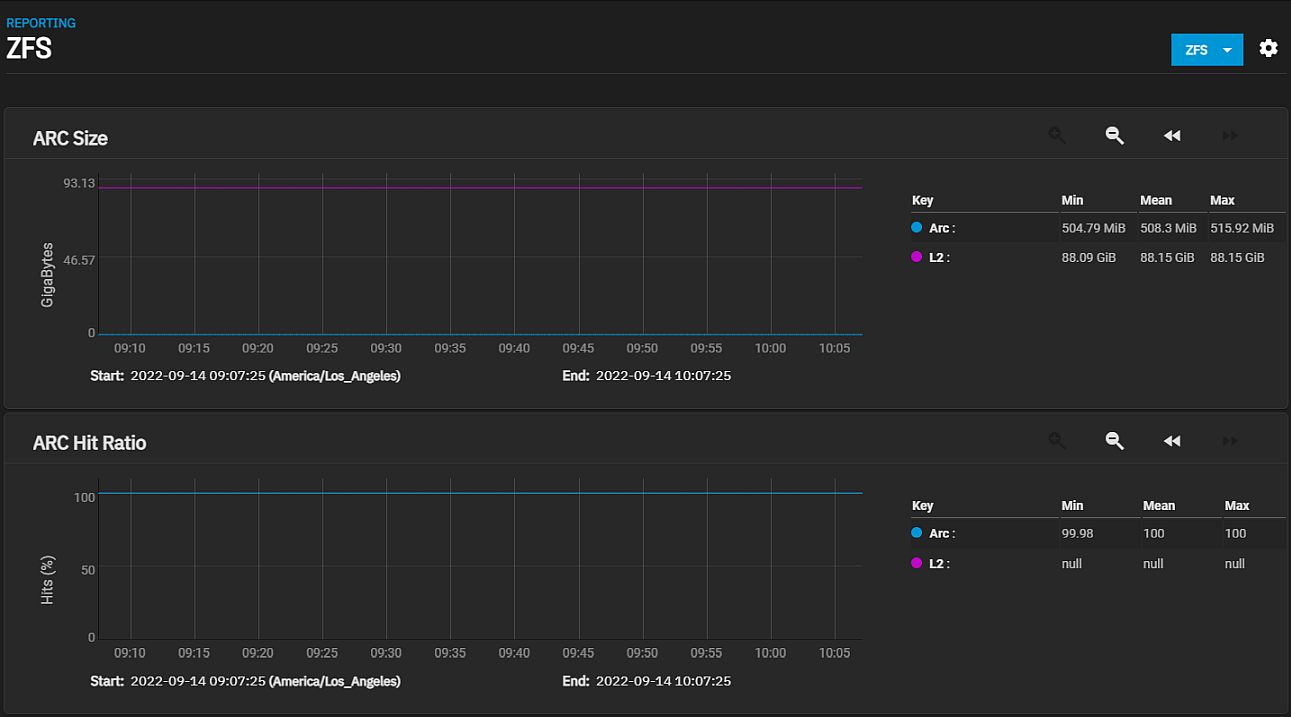 REPORTING
ZFS
ZFS
ARC Size
93.13
46.57
0
GigaBytes
09:10 09:15 09:20 09:25 09:30 09:35 09:40 09:45 09:50 09:55 10:00 10:05
Start: 2022-09-14 09:07:25 (America/Los_Angeles) End: 2022-09-14 10:07:25
Key Min Mean Max
Arc : 504.79 MiB 508.3 MiB 515.92 MiB
L2 : 88.09 GiB 88.15 GiB 88.15 GiB
ARC Hit Ratio
100
50
0
Hits (%)
09:10 09:15 09:20 09:25 09:30 09:35 09:40 09:45 09:50 09:55 10:00 10:05
Start: 2022-09-14 09:07:25 (America/Los_Angeles) End: 2022-09-14 10:07:25
Key Min Mean Max
Arc : 99.98 100 100
L2 : null null null